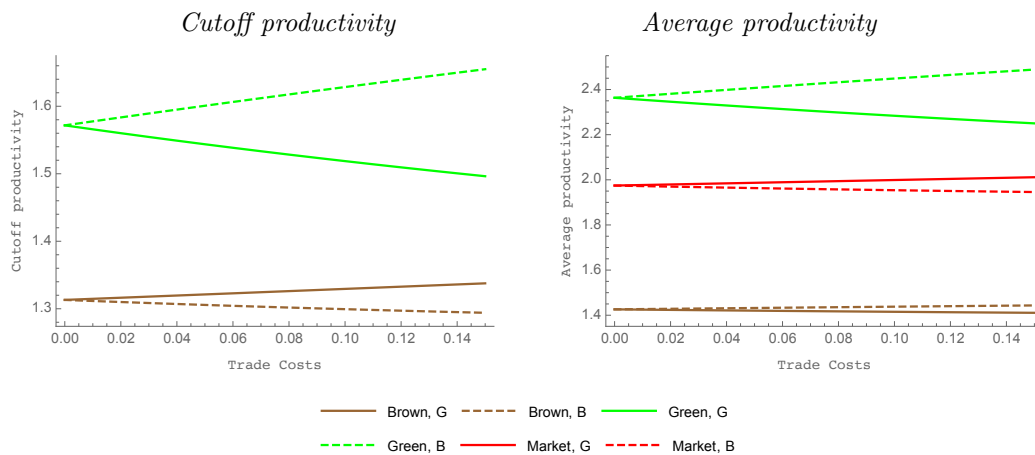 Cutoff productivity
Average productivity
Cutoff productivity
1.6
1.5
1.4
1.3
0.00 0.02 0.04 0.06 0.08 0.10 0.12 0.14
Trade Costs
Average productivity
2.4
2.2
2.0
1.8
1.6
1.4
0.00 0.02 0.04 0.06 0.08 0.10 0.12 0.14
Trade Costs
Brown, G Brown, B Green, G
Green, B Market, G Market, B